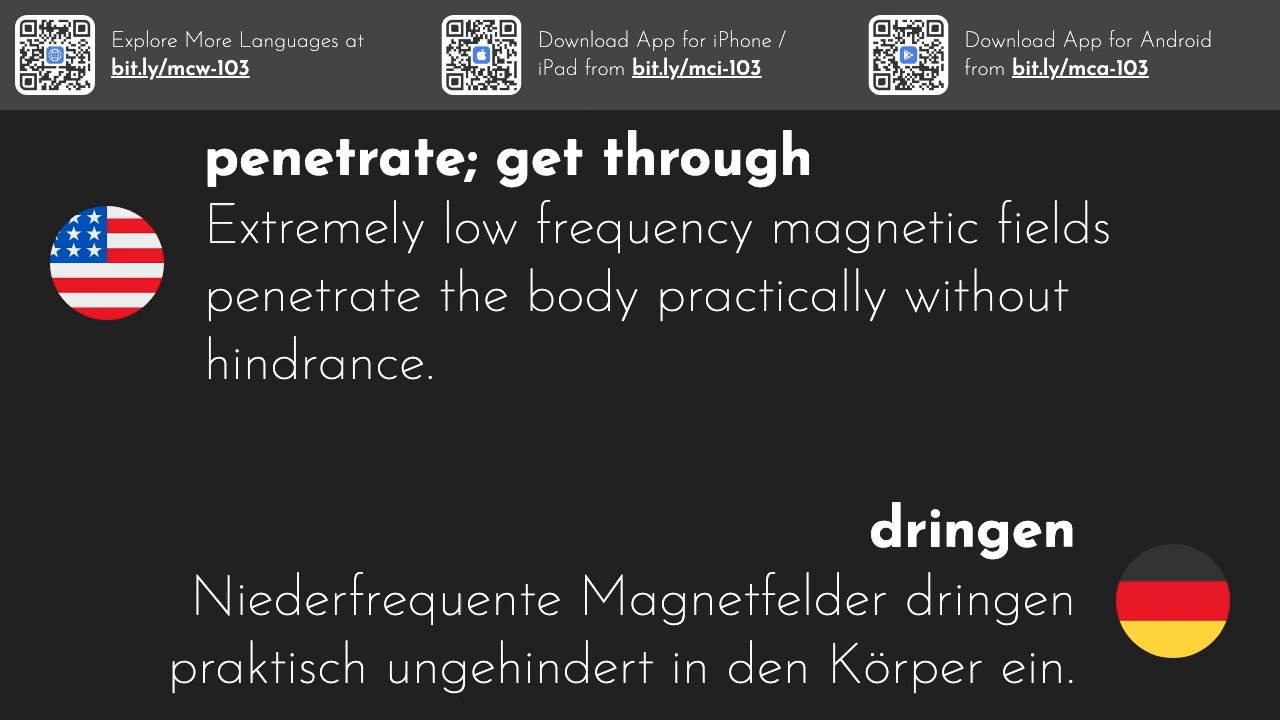 Explore More Languages at
bit.ly/mcw-103
Download App for iPhone /
iPad from bit.ly/mci-103
Download App for Android
from bit.ly/mca-103
penetrate; get through
Extremely low frequency magnetic fields
penetrate the body practically without
hindrance.
dringen
Niederfrequente Magnetfelder dringen
praktisch ungehindert in den Körper ein.